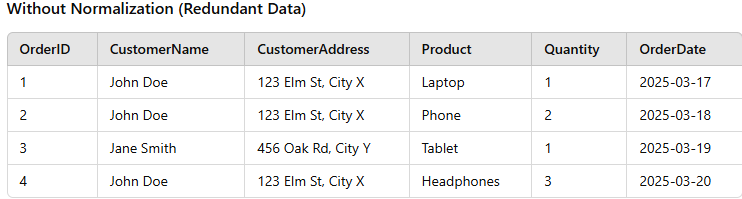 Without Normalization (Redundant Data)
OrderID CustomerName CustomerAddress Product Quantity OrderDate
1 John Doe 123 Elm St, City X Laptop 1 2025-03-17
2 John Doe 123 Elm St, City X Phone 2 2025-03-18
3 Jane Smith 456 Oak Rd, City Y Tablet 1 2025-03-19
4 John Doe 123 Elm St, City X Headphones 3 2025-03-20